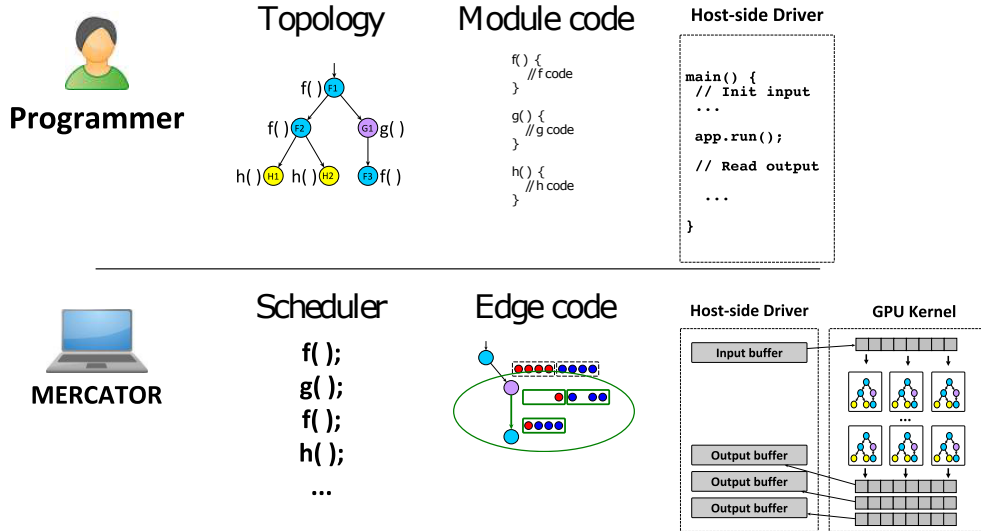 Topology
Module code
Host-side Driver
Programmer
f( ) F1
f( ) F2 G1 g( )
h( ) H1 h( ) H2 F3 f( )
f() {
//f code
}
g() {
//g code
}
h() {
//h code
}
main() {
// Init input
...
app.run();
// Read output
...
}
MERCATOR
Scheduler
f( );
g( );
f( );
h( );
...
Edge code
Host-side Driver
GPU Kernel
Input buffer
...
Output buffer
Output buffer
Output buffer